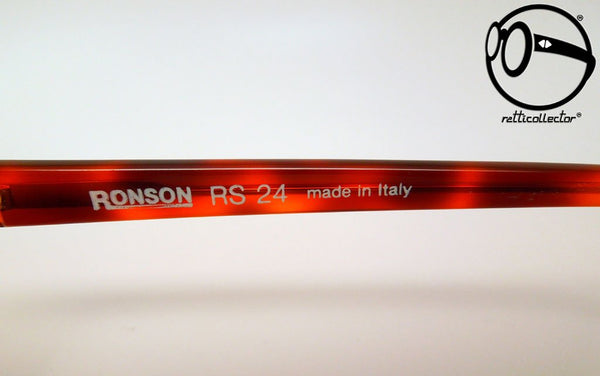 retticollector®
RONSON RS 24 made in Italy